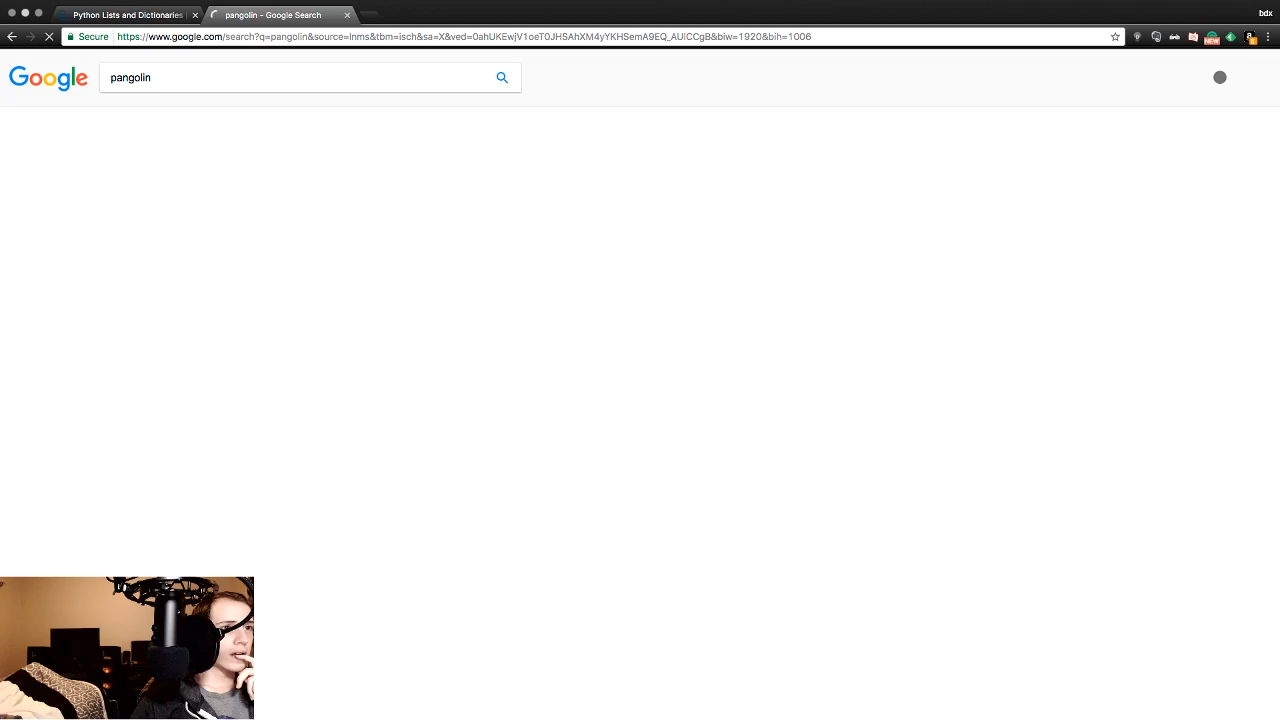 Python Lists and Dictionaries
pangolin - Google Search
bdx
Secure
https://www.google.com/search?q=pangolin&source=lnms&tbm=isch&sa=X&ved=0ahUKEwjV1oeT0JHSAhXM4yYKHSemA9EQ_AUICCgB&biw=1920&bih=1006
NEW
Google
pangolin